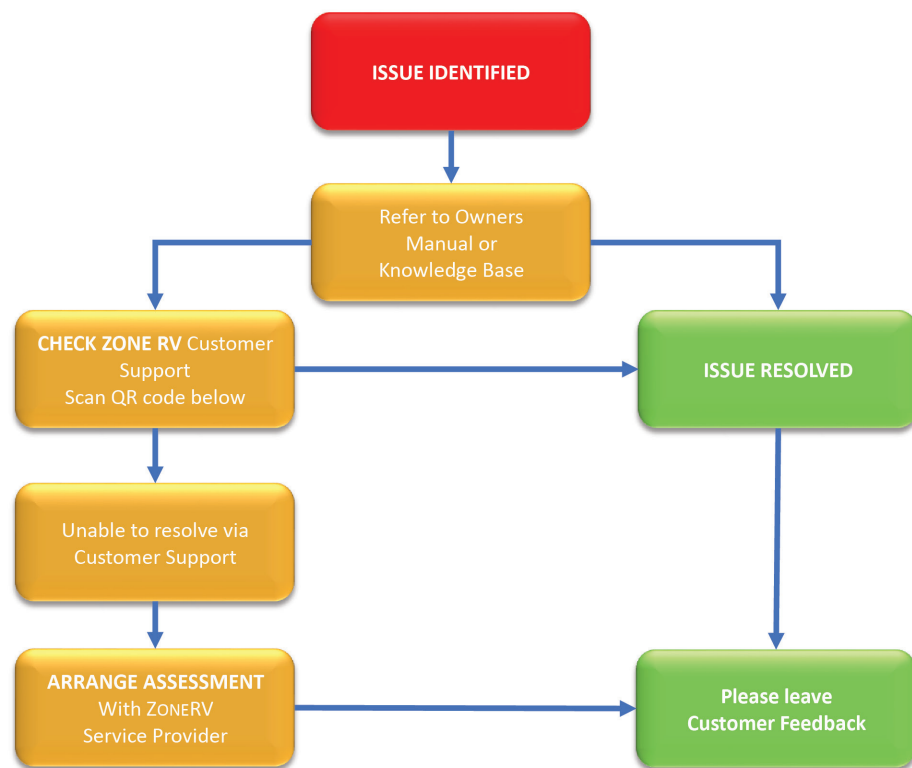 ISSUE IDENTIFIED
Refer to Owners
Manual or
Knowledge Base
CHECK ZONE RV Customer
Support
Scan QR code below
ISSUE RESOLVED
Unable to resolve via
Customer Support
ARRANGE ASSESSMENT
With ZONERV
Service Provider
Please leave
Customer Feedback